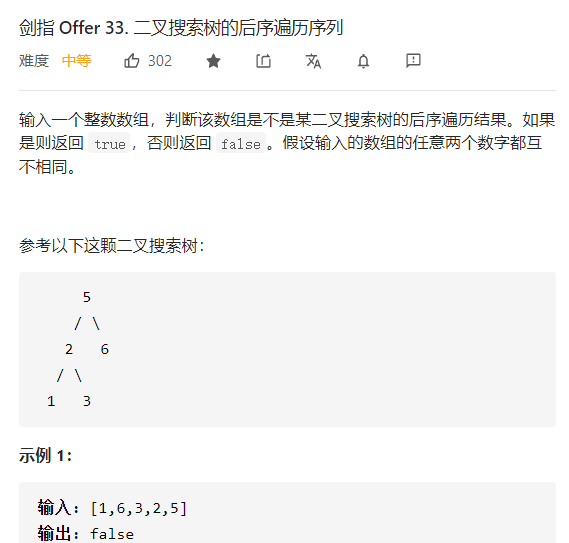 剑指 Offer 33. 二叉搜索树的后序遍历序列
难度 中等 302
输入一个整数数组，判断该数组是不是某二叉搜索树的后序遍历结果。如果
是则返回 true，否则返回 false。假设输入的数组的任意两个数字都互
不相同。
参考以下这颗二叉搜索树：
5
/ \
2 6
/ \
1 3
示例 1：
输入: [1,6,3,2,5]
输出: false